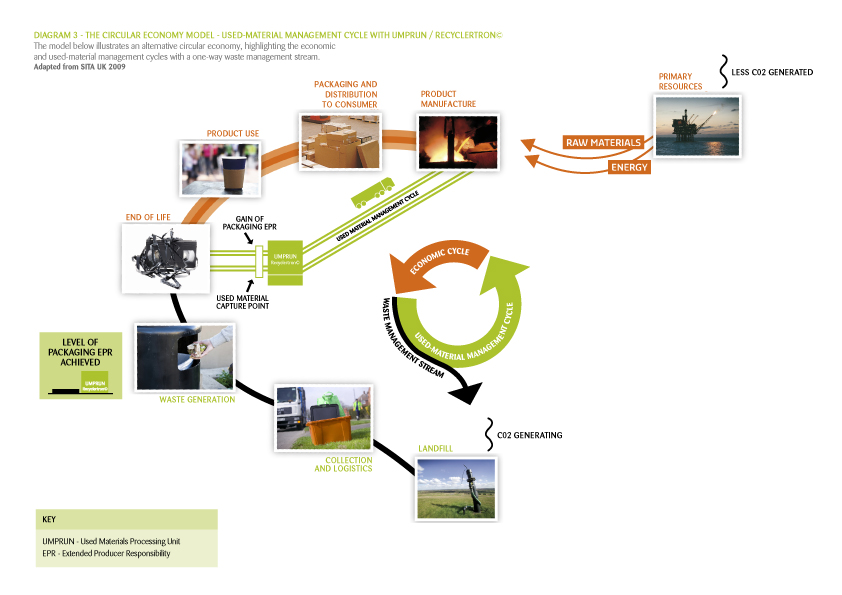 DIAGRAM 3 - THE CIRCULAR ECONOMY MODEL - USED-MATERIAL MANAGEMENT CYCLE WITH UMPRUN / RECYCLERTRON©
The model below illustrates an alternative circular economy, highlighting the economic
and used-material management cycles with a one-way waste management stream.
Adapted from SITA UK 2009
LESS C02 GENERATED
PRIMARY
RESOURCES
PACKAGING AND
DISTRIBUTION
TO CONSUMER
PRODUCT
MANUFACTURE
PRODUCT USE
RAW MATERIALS
ENERGY
END OF LIFE
GAIN OF
PACKAGING EPR
USED MATERIAL MANAGEMENT CYCLE
UMPRUN
Recyclertron©
USED MATERIAL
CAPTURE POINT
ECONOMIC CYCLE
USED-MATERIAL MANAGEMENT CYCLE
WASTE MANAGEMENT STREAM
LEVEL OF
PACKAGING EPR
ACHIEVED
UMPRUN
Recyclertron©
WASTE GENERATION
COLLECTION
AND LOGISTICS
C02 GENERATING
LANDFILL
KEY
UMPRUN - Used Materials Processing Unit
EPR - Extended Producer Responsibility